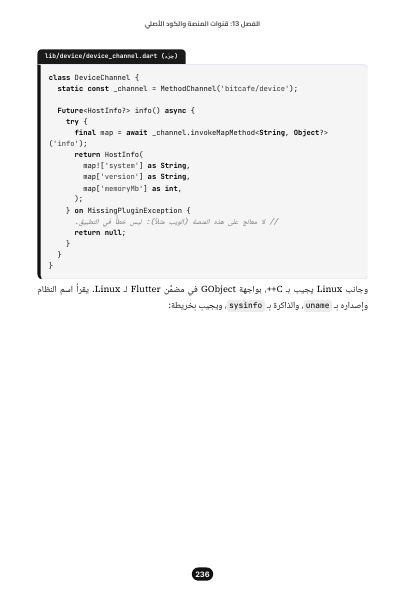 الفصل 13: قنوات المنصة والكود الأصلي
lib/device/device_channel.dart (جزء)
class DeviceChannel {
  static const _channel = MethodChannel('bitcafe/device');

  Future<HostInfo?> info() async {
    try {
      final map = await _channel.invokeMapMethod<String, Object?>
('info');
      return HostInfo(
        map!['system'] as String,
        map['version'] as String,
        map['memoryMb'] as int,
      );
    } on MissingPluginException {
      // لا معالج على هذه المنصة (الويب مثلاً): ليس خطأ في التطبيق.
      return null;
    }
  }
}
وجانب Linux يجيب بـ C++، بواجهة GObject في مضمّن Flutter لـ Linux. يقرأ اسم النظام
وإصداره بـ uname، والذاكرة بـ sysinfo، ويجيب بخريطة:
236